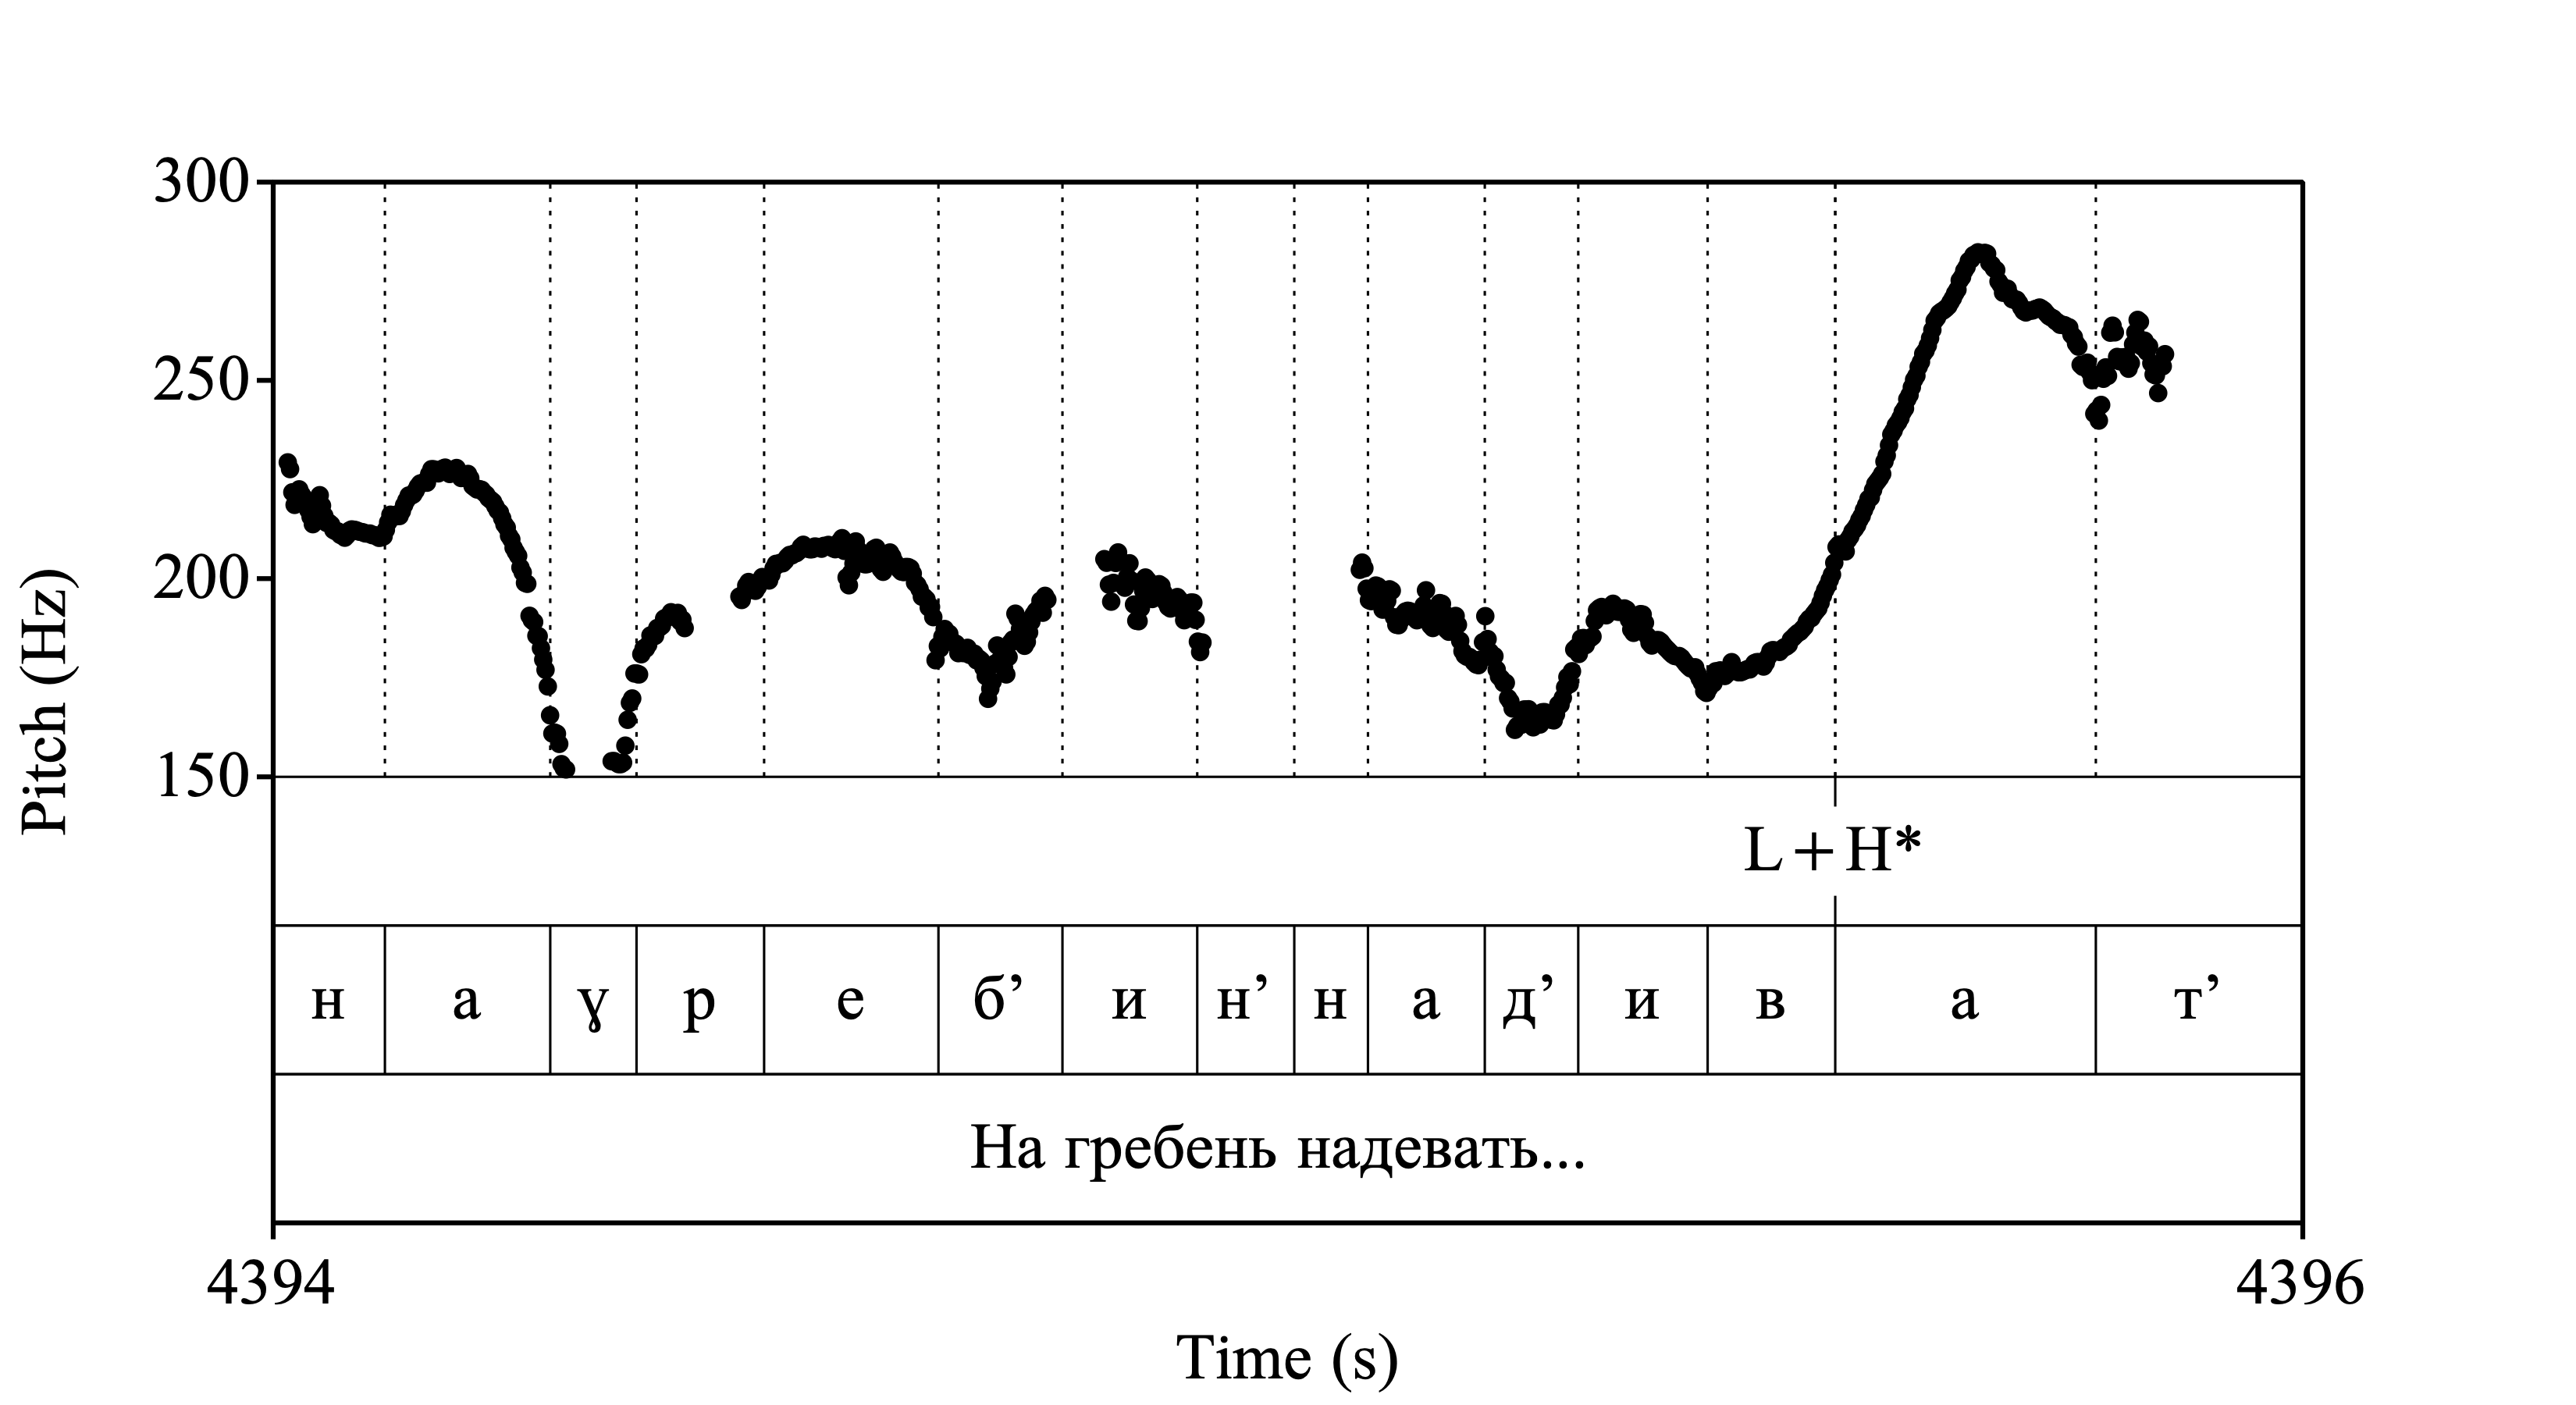 300
250
200
150
Pitch (Hz)
L+H*
н а ɣ р е б’ и н’ н а д’ и в а т’
На гребень надевать...
4394 4396
Time (s)